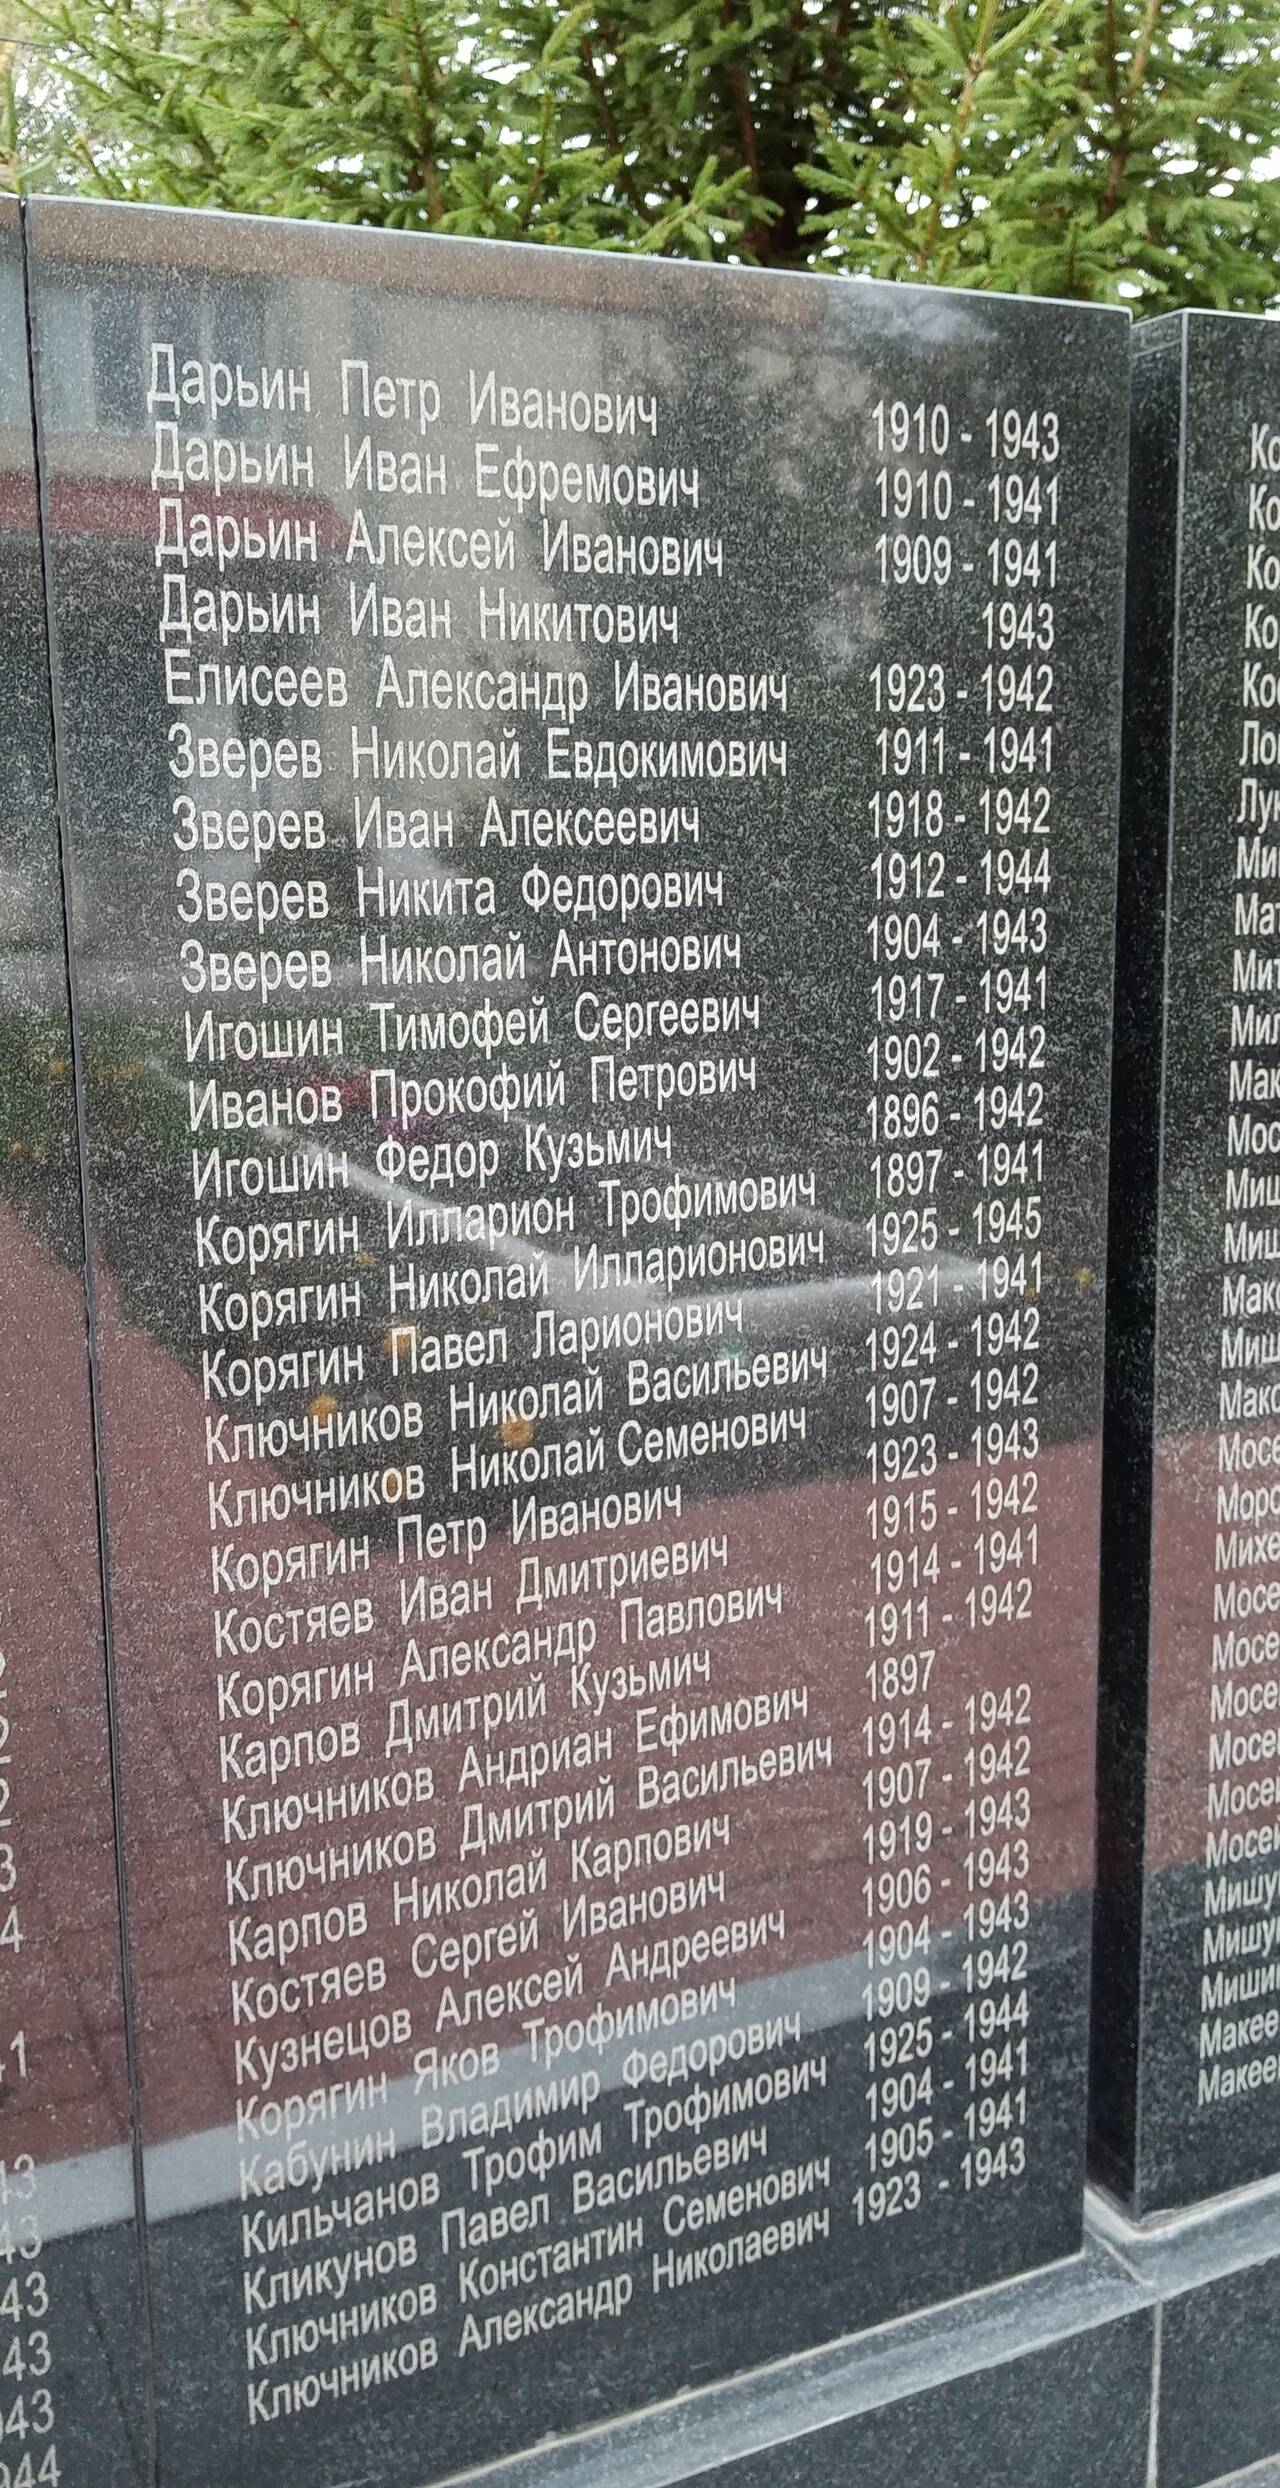 Дарьин Петр Иванович 1910 - 1943
Дарьин Иван Ефремович 1910 - 1941
Дарьин Алексей Иванович 1909 - 1941
Дарьин Иван Никитович 1943
Елисеев Александр Иванович 1923 - 1942
Зверев Николай Евдокимович 1911 - 1941
Зверев Иван Алексеевич 1918 - 1942
Зверев Никита Федорович 1912 - 1944
Зверев Николай Антонович 1904 - 1943
Игошин Тимофей Сергеевич 1917 - 1941
Иванов Прокофий Петрович 1902 - 1942
Игошин Федор Кузьмич 1896 - 1942
Корягин Илларион Трофимович 1897 - 1941
Корягин Николай Илларионович 1925 - 1945
Корягин Павел Ларионович 1921 - 1941
Ключников Николай Васильевич 1924 - 1942
Ключников Николай Семенович 1907 - 1942
Корягин Петр Иванович 1923 - 1943
Костяев Иван Дмитриевич 1915 - 1942
Корягин Александр Павлович 1914 - 1941
Карпов Дмитрий Кузьмич 1911 - 1942
Ключников Андриан Ефимович 1897
Ключников Дмитрий Васильевич 1914 - 1942
Карпов Николай Карпович 1907 - 1942
Костяев Сергей Иванович 1919 - 1943
Кузнецов Алексей Андреевич 1906 - 1943
Корягин Яков Трофимович 1904 - 1943
Кабунин Владимир Федорович 1909 - 1942
Кильчанов Трофим Трофимович 1925 - 1944
Кликунов Павел Васильевич 1904 - 1941
Ключников Константин Семенович 1905 - 1941
Ключников Александр Николаевич 1923 - 1943